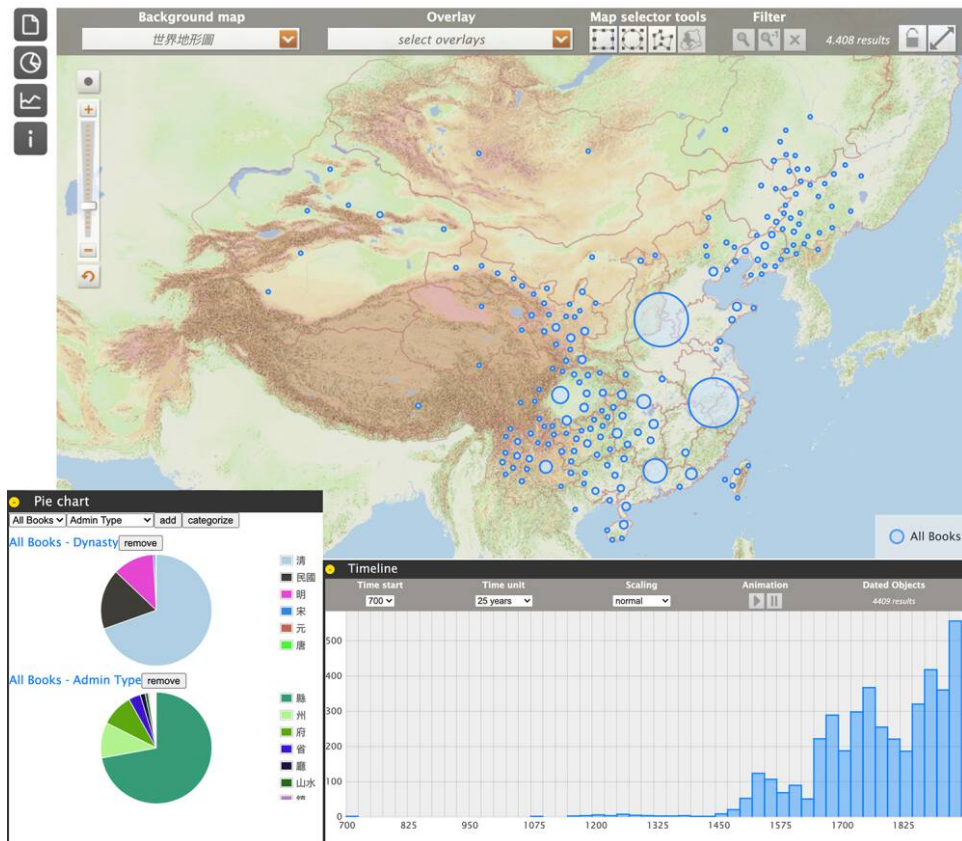 Background map
Overlay
Map selector tools
Filter
世界地形圖
select overlays
4.408 results
All Books
Pie chart
All Books Admin Type add categorize
All Books - Dynasty remove
清
民國
明
宋
元
唐
All Books - Admin Type remove
縣
州
府
省
廳
山水
Timeline
Time start
Time unit
Scaling
Animation
Dated Objects
700
25 years
normal
4409 results
500
400
300
200
100
0
700 825 950 1075 1200 1325 1450 1575 1700 1825